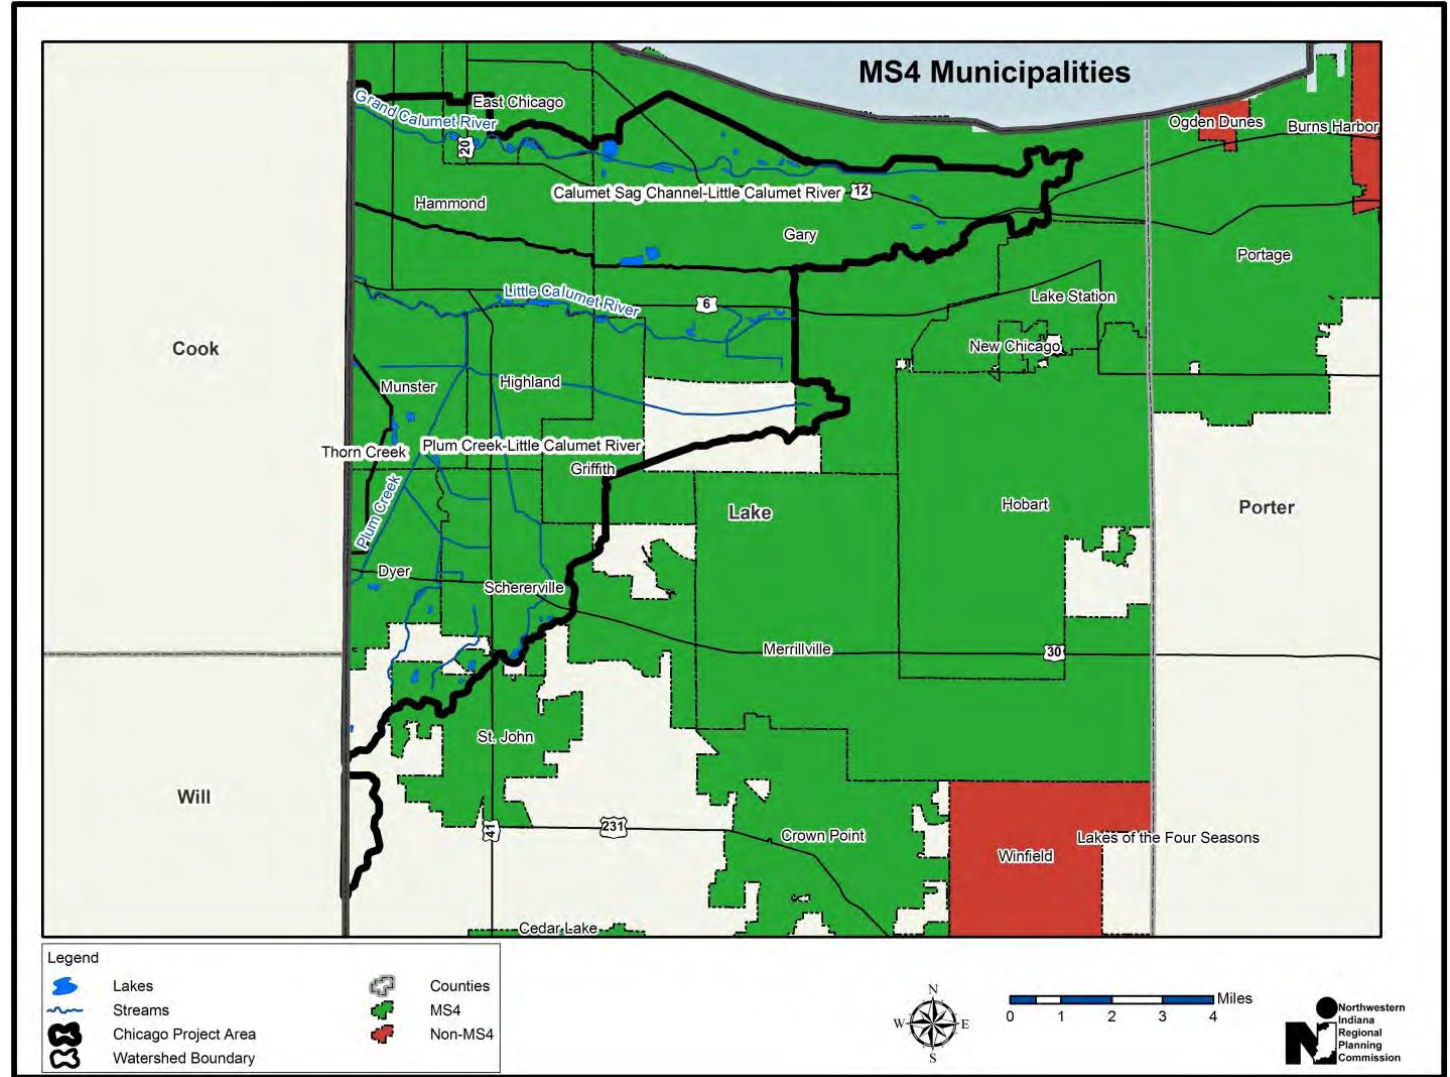 MS4 Municipalities
East Chicago
Grand Calumet River
20
Ogden Dunes
Burns Harbor
Calumet Sag Channel-Little Calumet River
12
Hammond
Gary
Portage
Little Calumet River
6
Lake Station
New Chicago
Cook
Munster
Highland
Thorn Creek
Plum Creek-Little Calumet River
Griffith
Plum Creek
Lake
Hobart
Porter
Dyer
Schererville
Merrillville
30
St. John
Will
41
231
Crown Point
Winfield
Lakes of the Four Seasons
Cedar Lake
Legend
Lakes
Streams
Chicago Project Area
Watershed Boundary
Counties
MS4
Non-MS4
N
W
E
S
Miles
0 1 2 3 4
Northwestern
Indiana
Regional
Planning
Commission